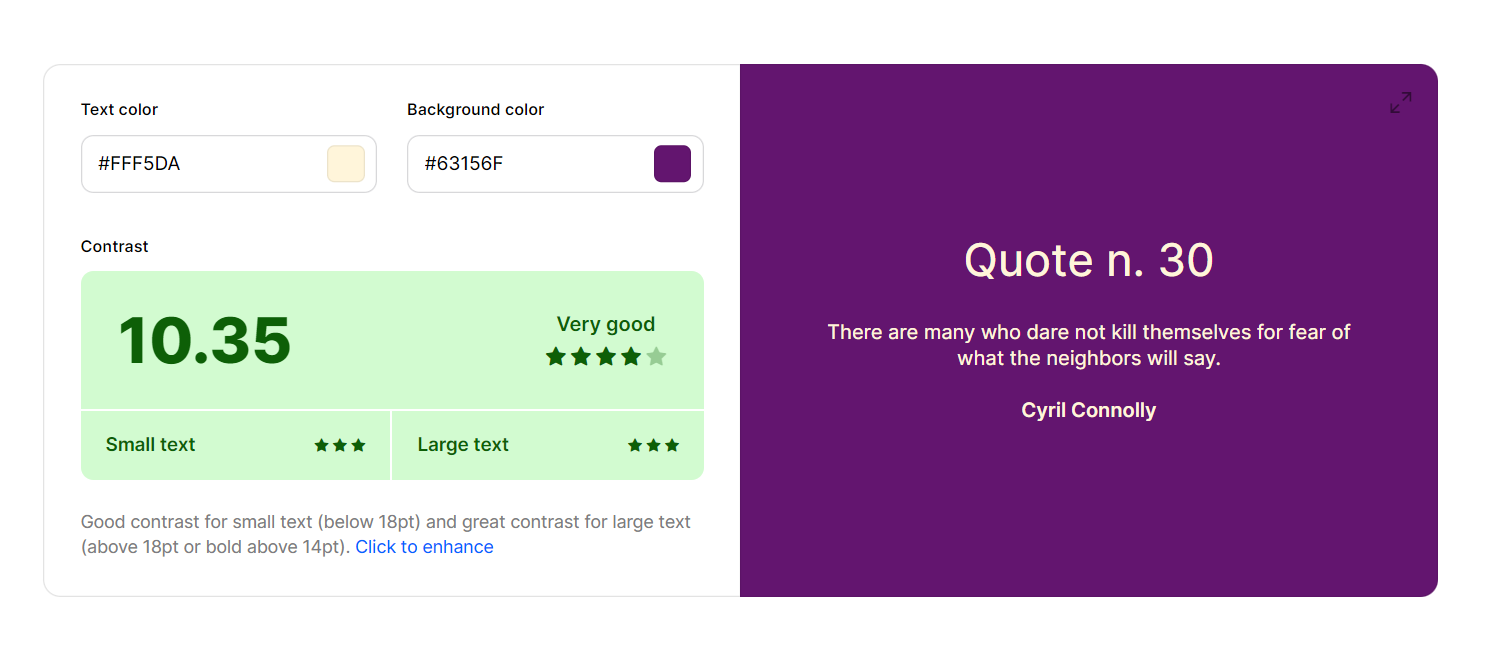 Text color
Background color
#FFF5DA
#63156F
Contrast
10.35
Very good
Small text
Large text
Good contrast for small text (below 18pt) and great contrast for large text
(above 18pt or bold above 14pt). Click to enhance
Quote n. 30
There are many who dare not kill themselves for fear of
what the neighbors will say.
Cyril Connolly